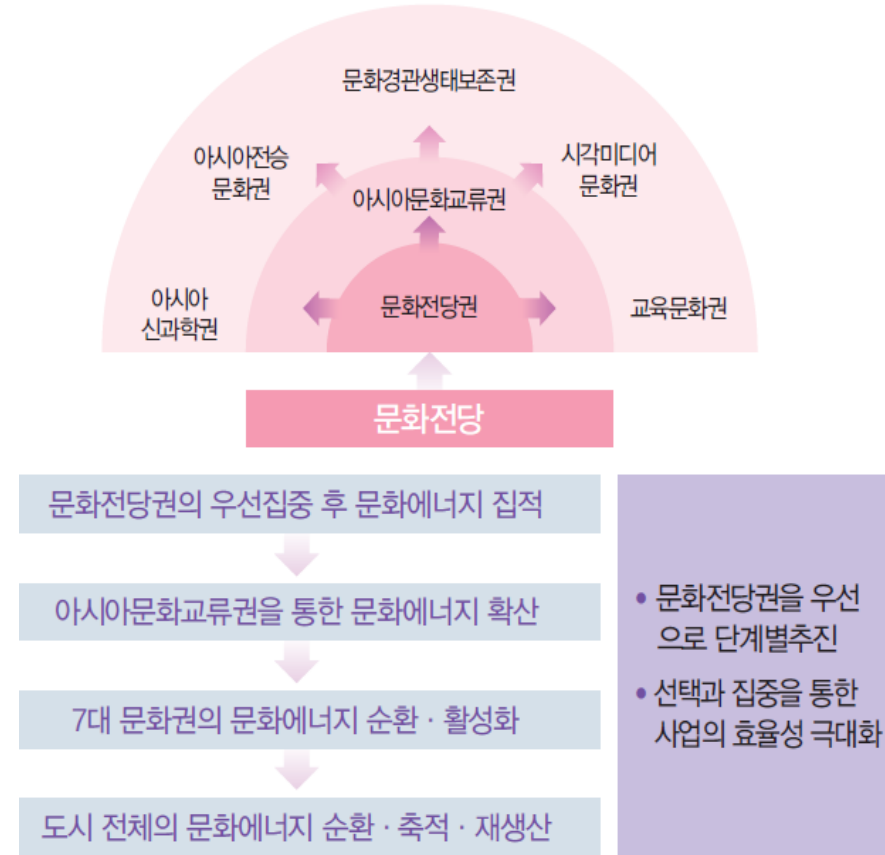 문화경관생태보존권
아시아전승
문화권
시각미디어
문화권
아시아문화교류권
아시아
신과학권
문화전당권
교육문화권
문화전당
문화전당권의 우선집중 후 문화에너지 집적
아시아문화교류권을 통한 문화에너지 확산
7대 문화권의 문화에너지 순환 · 활성화
도시 전체의 문화에너지 순환 · 축적 · 재생산
• 문화전당권을 우선
으로 단계별추진
• 선택과 집중을 통한
사업의 효율성 극대화